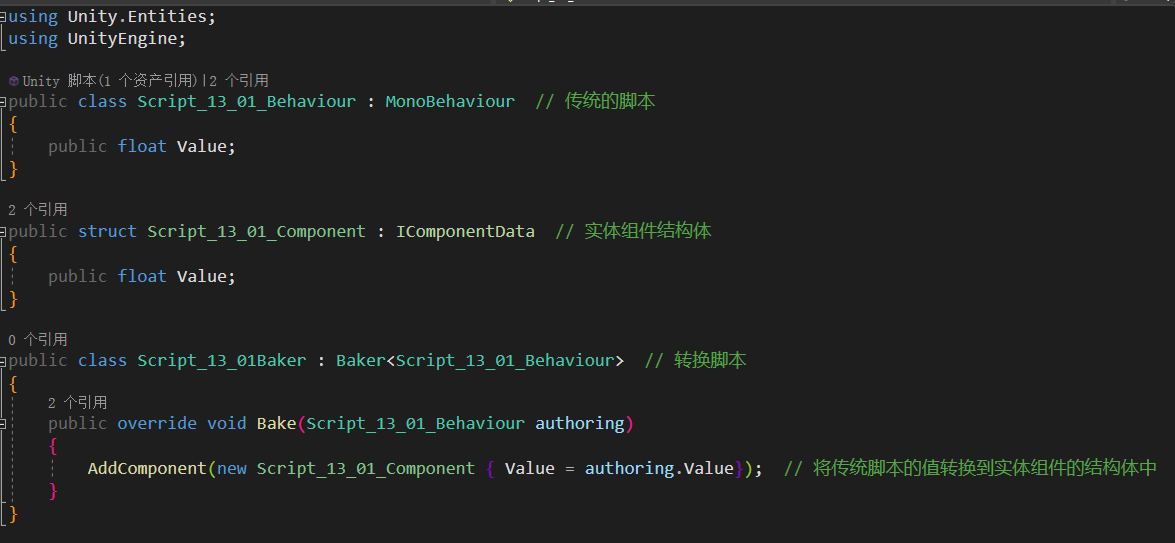 using Unity.Entities;
using UnityEngine;
Unity 脚本(1 个资产引用)|2 个引用
public class Script_13_01_Behaviour : MonoBehaviour  // 传统的脚本
{
    public float Value;
}
2 个引用
public struct Script_13_01_Component : IComponentData  // 实体组件结构体
{
    public float Value;
}
0 个引用
public class Script_13_01Baker : Baker<Script_13_01_Behaviour>  // 转换脚本
{
    2 个引用
    public override void Bake(Script_13_01_Behaviour authoring)
    {
        AddComponent(new Script_13_01_Component { Value = authoring.Value});  // 将传统脚本的值转换到实体组件的结构体中
    }
}